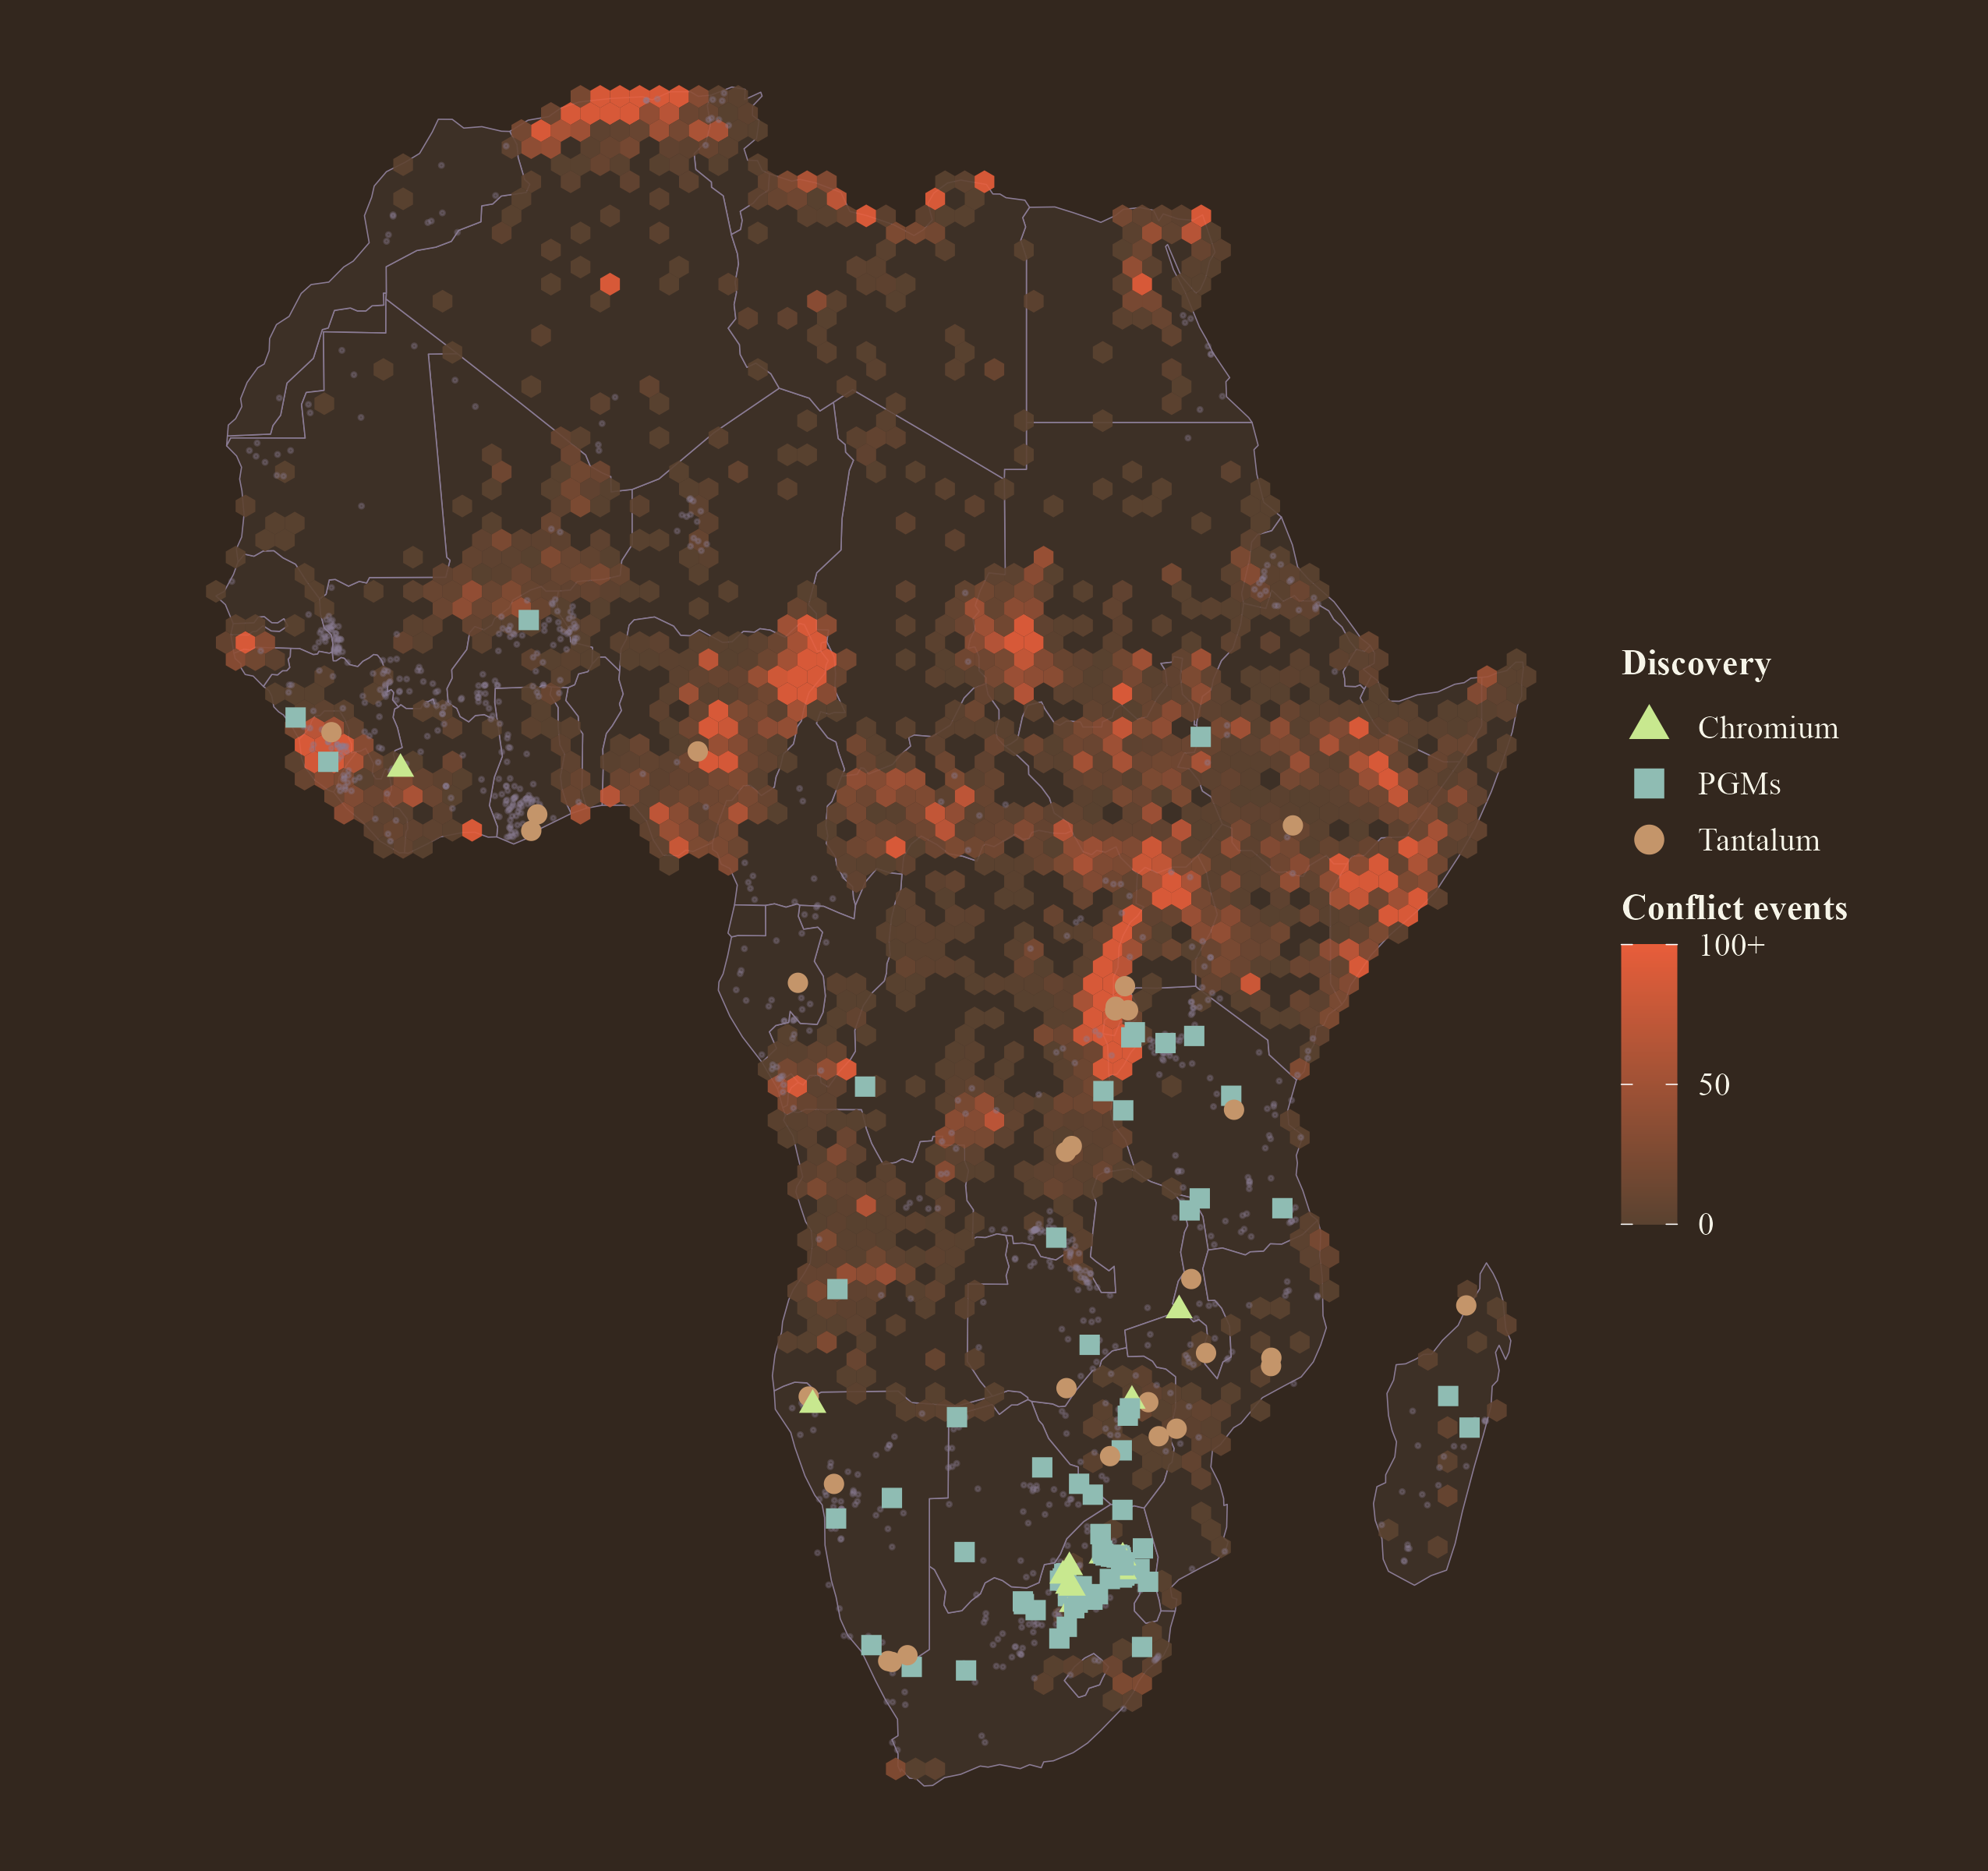 Discovery
Chromium
PGMs
Tantalum
Conflict events
100+
50
0